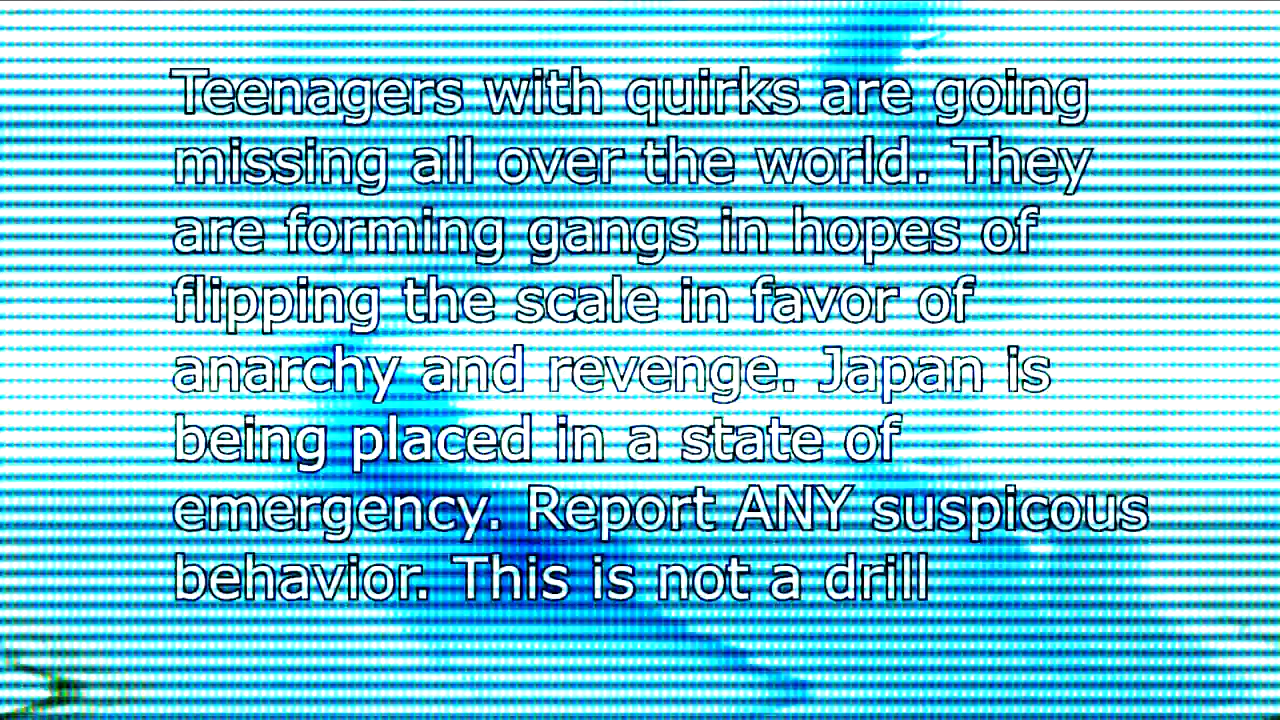 Teenagers with quirks are going
missing all over the world. They
are forming gangs in hopes of
flipping the scale in favor of
anarchy and revenge. Japan is
being placed in a state of
emergency. Report ANY suspicous
behavior. This is not a drill